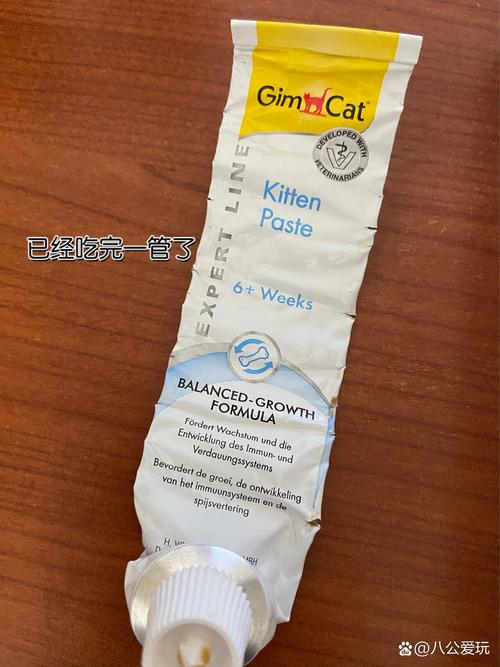 GimCat
DEVELOPED WITH
VETERINARIANS
EXPERT LINE
Kitten
Paste
已经吃完一管了
6+ Weeks
BALANCED-GROWTH
FORMULA
Fördert Wachstum und die
Entwicklung des Immun- und
Verdauungssystems
Bevordert de groei, de ontwikkeling
van het immuunsysteem en de
spijsvertering
@八公爱玩